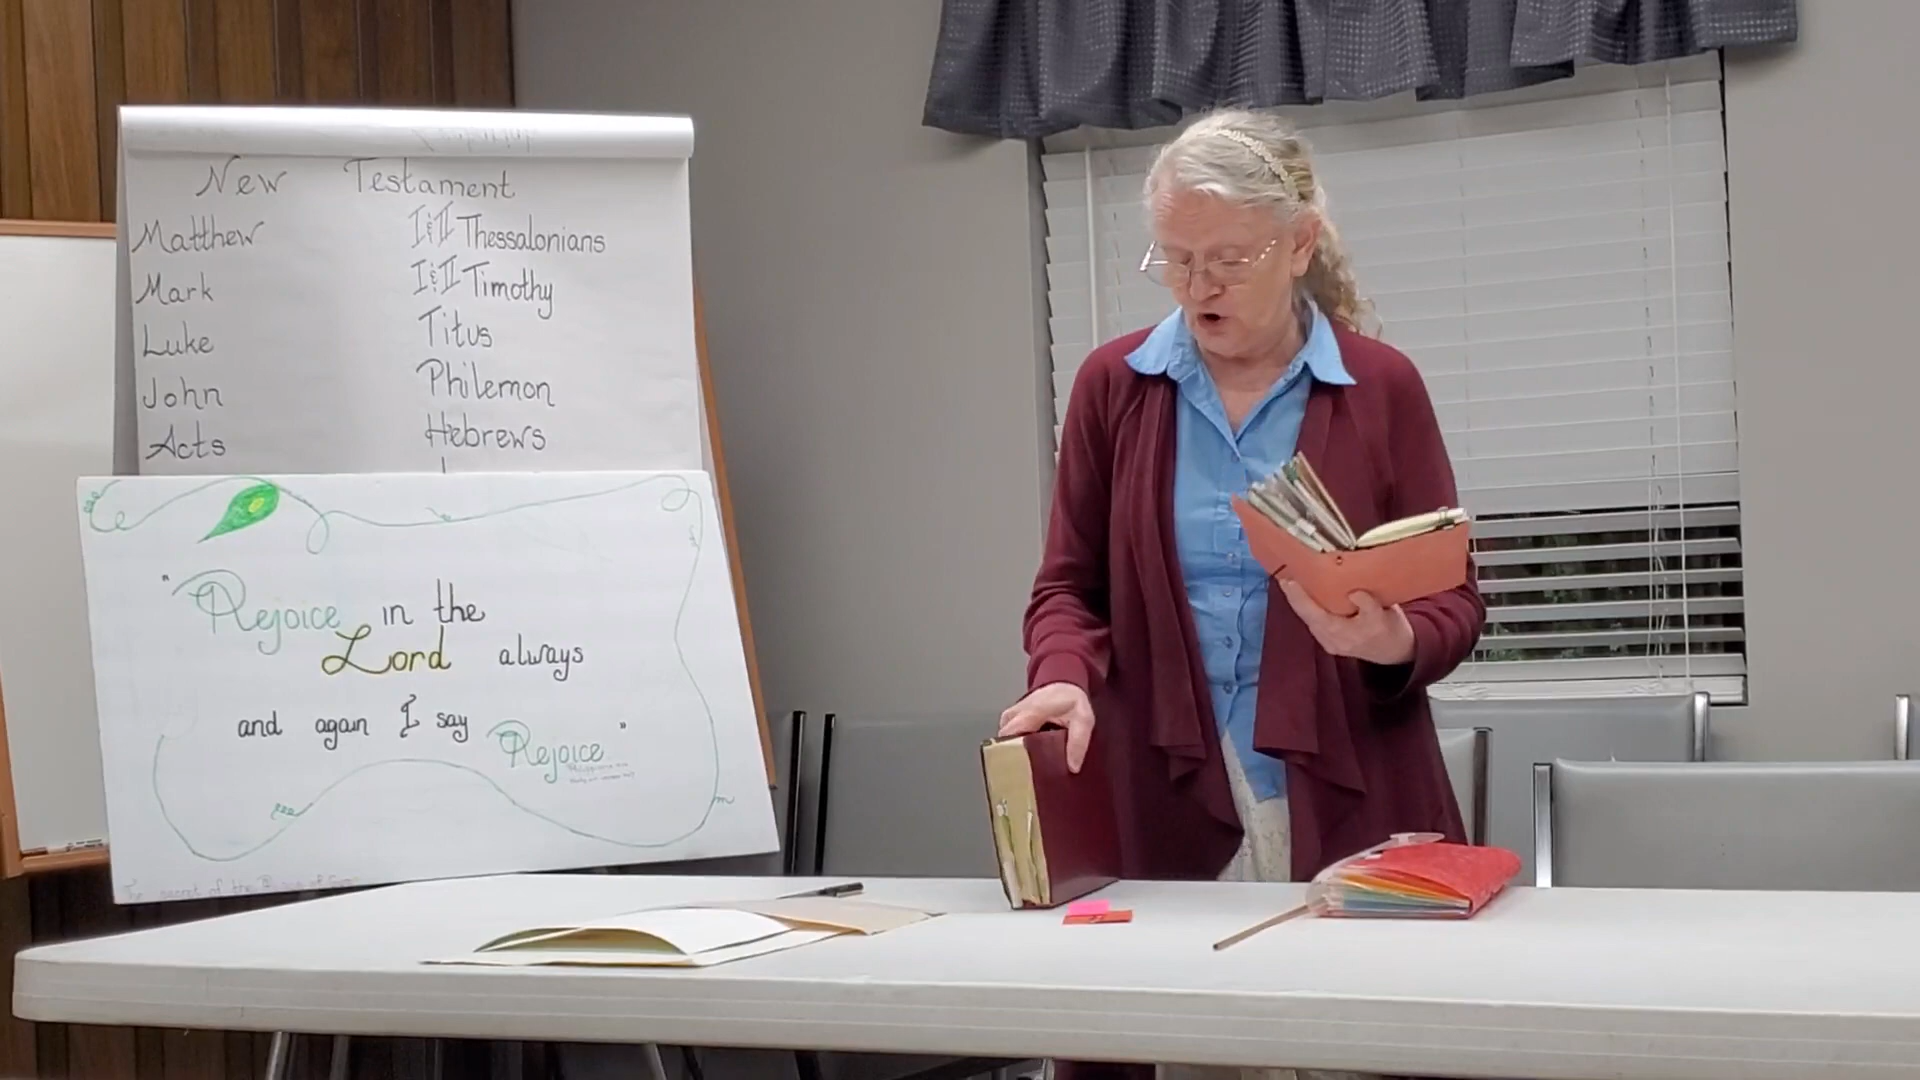 New Testament
Matthew
Mark
Luke
John
Acts
I & II Thessalonians
I & II Timothy
Titus
Philemon
Hebrews
" Rejoice in the
Lord always
and again I say
Rejoice "